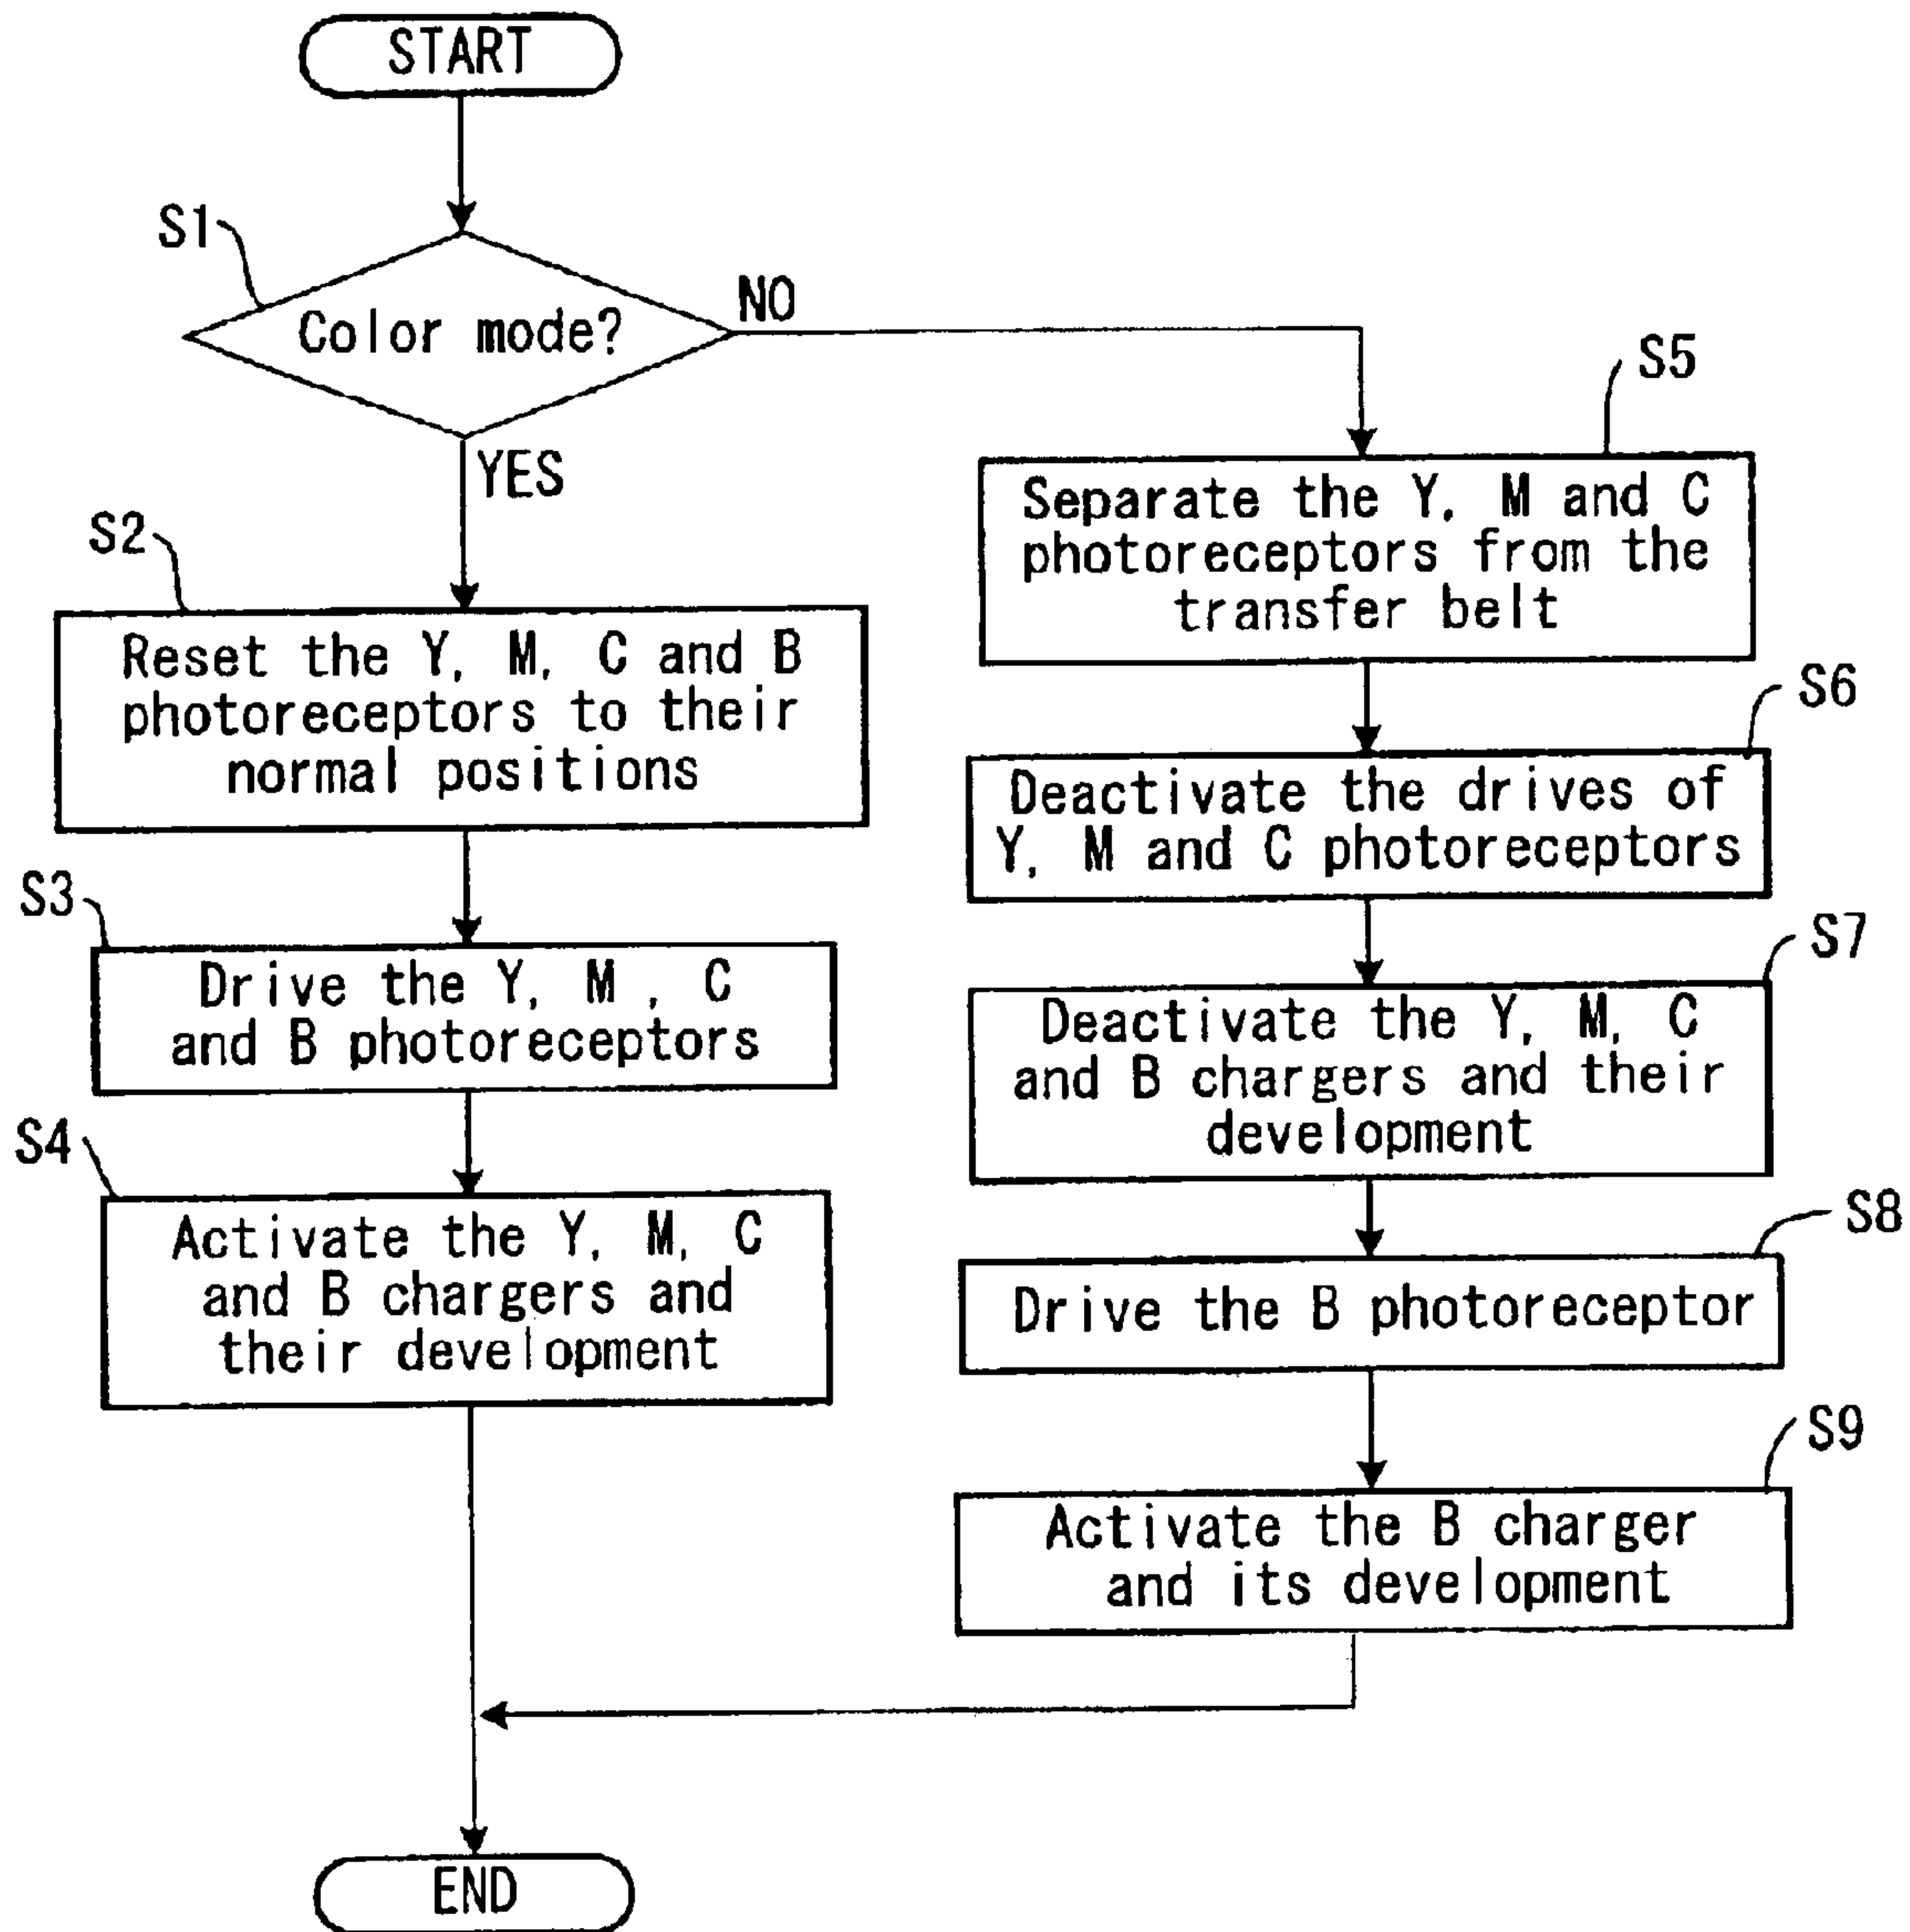 START
S1
Color mode?
NO
YES
S2
Reset the Y, M, C and B
photoreceptors to their
normal positions
S3
Drive the Y, M , C
and B photoreceptors
S4
Activate the Y, M, C
and B chargers and
their development
S5
Separate the Y, M and C
photoreceptors from the
transfer belt
S6
Deactivate the drives of
Y, M and C photoreceptors
S7
Deactivate the Y, M, C
and B chargers and their
development
S8
Drive the B photoreceptor
S9
Activate the B charger
and its development
END